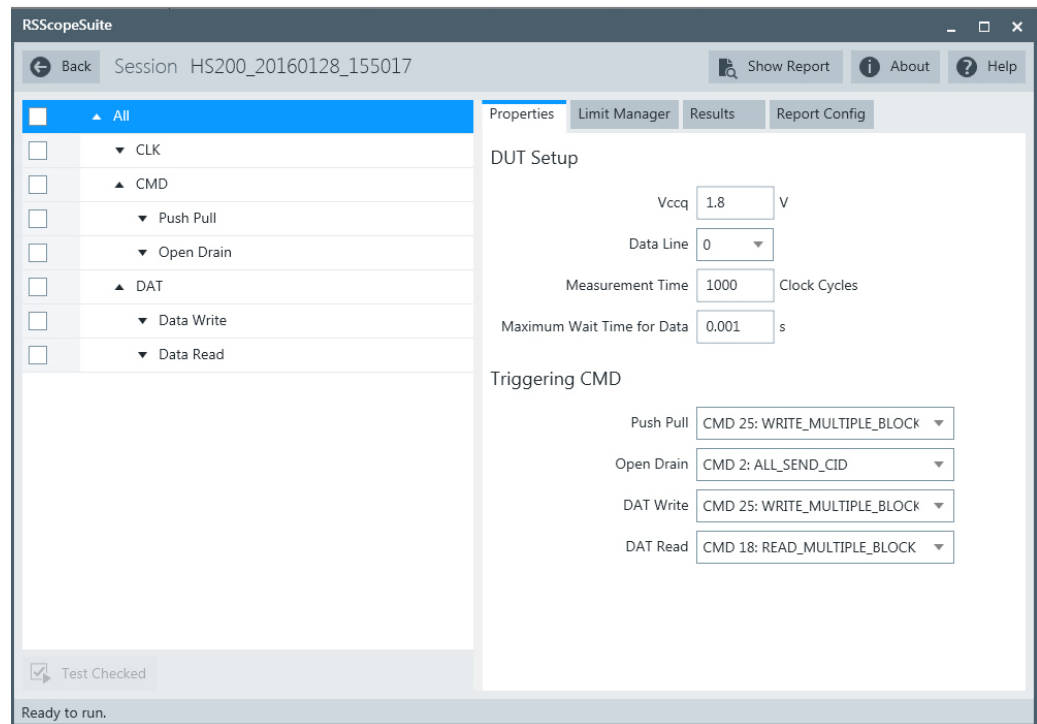 RSScopeSuite
Back Session HS200_20160128_155017 Show Report About Help
All
CLK
CMD
Push Pull
Open Drain
DAT
Data Write
Data Read
Test Checked
Properties Limit Manager Results Report Config
DUT Setup
Vccq 1.8 V
Data Line 0
Measurement Time 1000 Clock Cycles
Maximum Wait Time for Data 0.001 s
Triggering CMD
Push Pull CMD 25: WRITE_MULTIPLE_BLOCK
Open Drain CMD 2: ALL_SEND_CID
DAT Write CMD 25: WRITE_MULTIPLE_BLOCK
DAT Read CMD 18: READ_MULTIPLE_BLOCK
Ready to run.